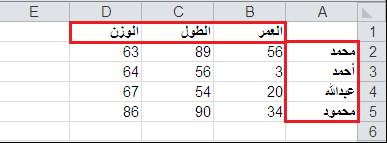 A B C D E
1 العمر الطول الوزن
2 محمد 56 89 63
3 أحمد 3 56 64
4 عبدالله 20 54 67
5 محمود 34 90 86
6